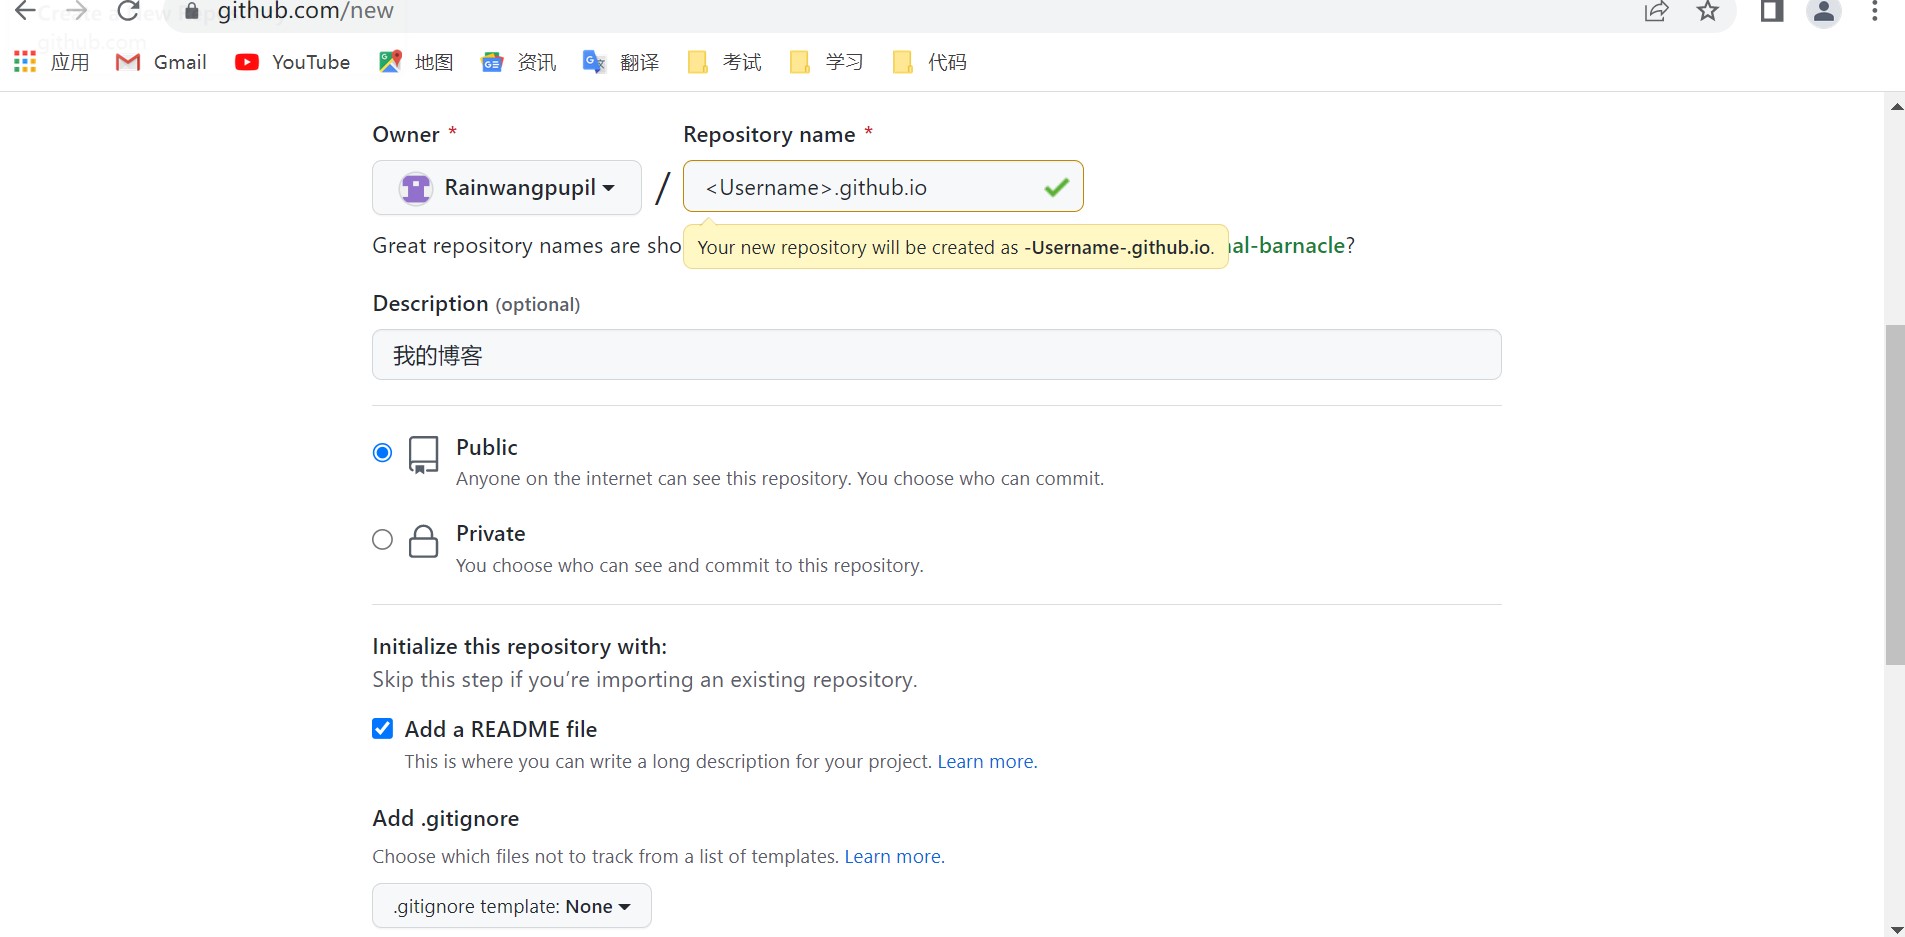 github.com/new
应用 Gmail YouTube 地图 资讯 翻译 考试 学习 代码
Owner * Repository name *
Rainwangpupil / <Username>.github.io
Great repository names are sho al-barnacle?
Your new repository will be created as -Username-.github.io.
Description (optional)
我的博客
Public
Anyone on the internet can see this repository. You choose who can commit.
Private
You choose who can see and commit to this repository.
Initialize this repository with:
Skip this step if you’re importing an existing repository.
Add a README file
This is where you can write a long description for your project. Learn more.
Add .gitignore
Choose which files not to track from a list of templates. Learn more.
.gitignore template: None